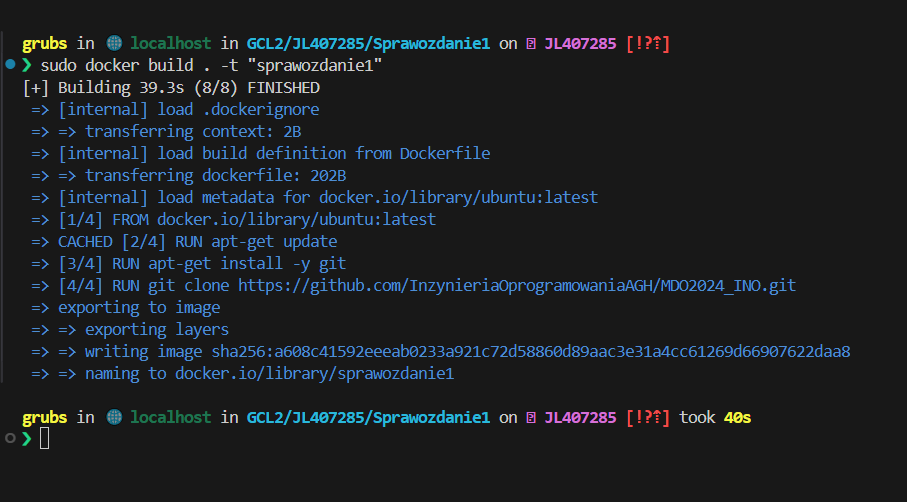 grubs in 🌐 localhost in GCL2/JL407285/Sprawozdanie1 on JL407285 [!?⇡]
❯ sudo docker build . -t "sprawozdanie1"
[+] Building 39.3s (8/8) FINISHED
=> [internal] load .dockerignore
=> => transferring context: 2B
=> [internal] load build definition from Dockerfile
=> => transferring dockerfile: 202B
=> [internal] load metadata for docker.io/library/ubuntu:latest
=> [1/4] FROM docker.io/library/ubuntu:latest
=> CACHED [2/4] RUN apt-get update
=> [3/4] RUN apt-get install -y git
=> [4/4] RUN git clone https://github.com/InzynieriaOprogramowaniaAGH/MDO2024_INO.git
=> exporting to image
=> => exporting layers
=> => writing image sha256:a608c41592eeeab0233a921c72d58860d89aac3e31a4cc61269d66907622daa8
=> => naming to docker.io/library/sprawozdanie1
grubs in 🌐 localhost in GCL2/JL407285/Sprawozdanie1 on JL407285 [!?⇡] took 40s
❯